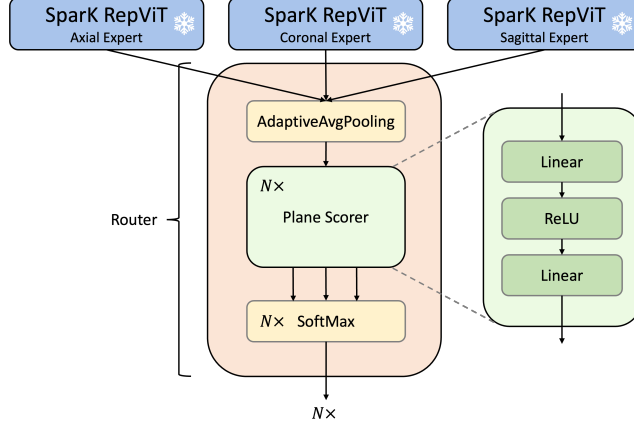 SparK RepViT
Axial Expert
SparK RepViT
Coronal Expert
SparK RepViT
Sagittal Expert
AdaptiveAvgPooling
N×
Plane Scorer
Router
N× SoftMax
N×
Linear
ReLU
Linear